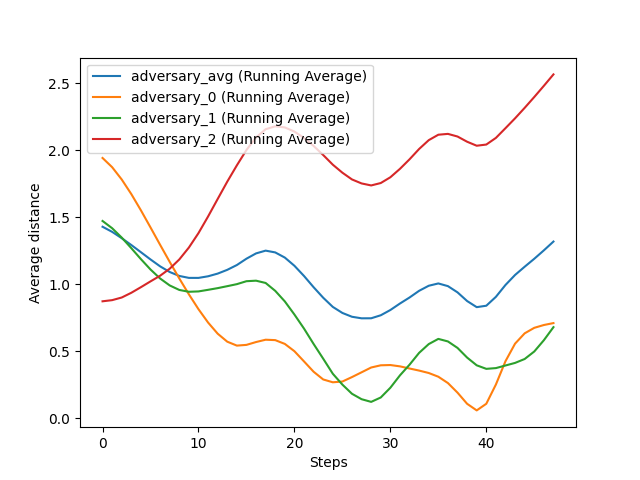 adversary_avg (Running Average)
adversary_0 (Running Average)
adversary_1 (Running Average)
adversary_2 (Running Average)
2.5
2.0
1.5
1.0
0.5
0.0
Average distance
0 10 20 30 40
Steps